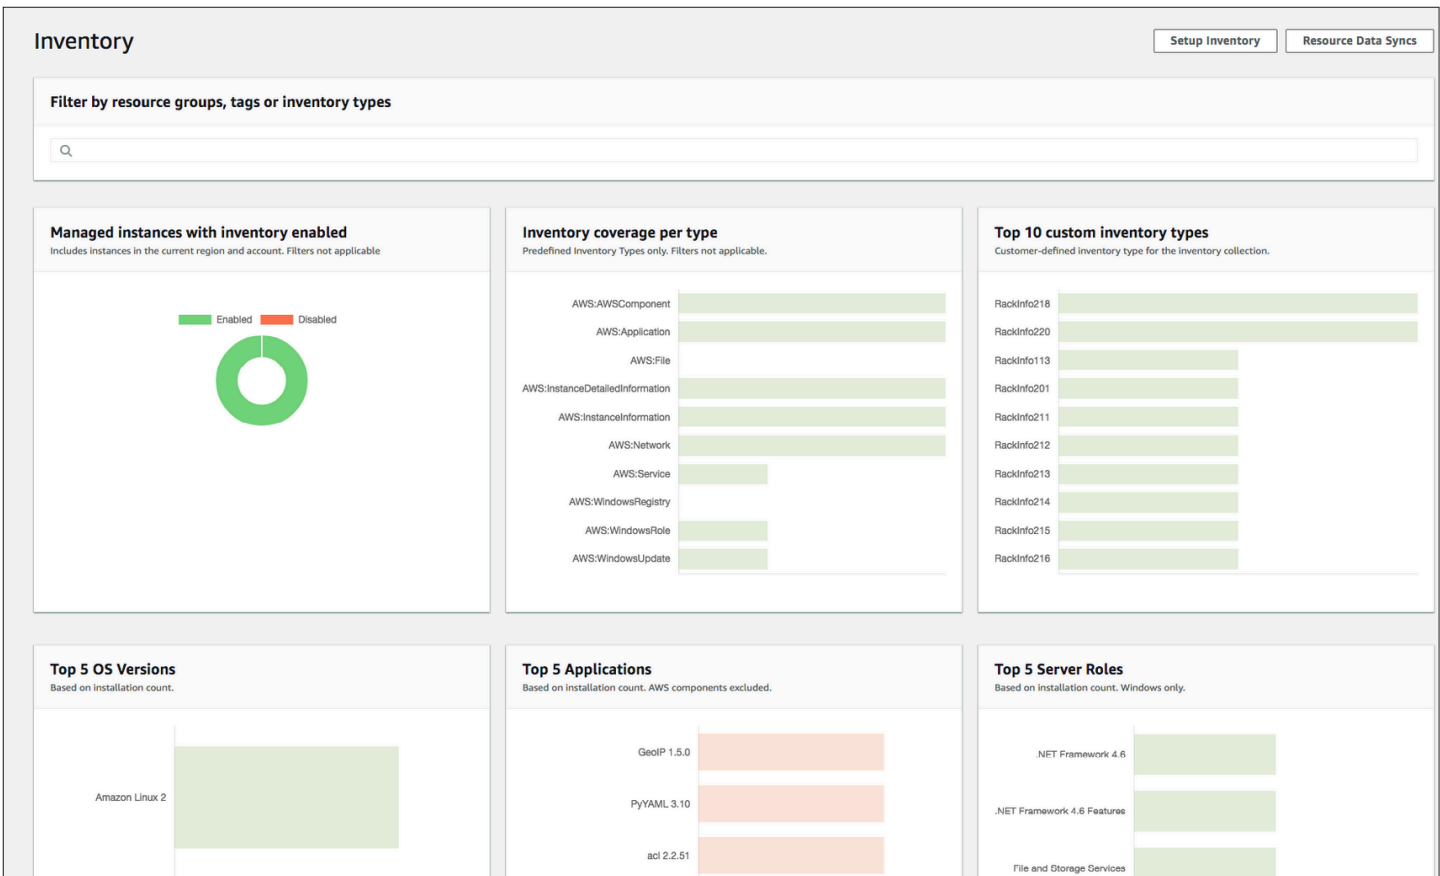 Inventory
Setup Inventory
Resource Data Syncs
Filter by resource groups, tags or inventory types
Managed instances with inventory enabled
Includes instances in the current region and account. Filters not applicable
Enabled
Disabled
Inventory coverage per type
Predefined Inventory Types only. Filters not applicable.
AWS:AWSComponent
AWS:Application
AWS:File
AWS:InstanceDetailedInformation
AWS:InstanceInformation
AWS:Network
AWS:Service
AWS:WindowsRegistry
AWS:WindowsRole
AWS:WindowsUpdate
Top 10 custom inventory types
Customer-defined inventory type for the inventory collection.
RackInfo218
RackInfo220
RackInfo113
RackInfo201
RackInfo211
RackInfo212
RackInfo213
RackInfo214
RackInfo215
RackInfo216
Top 5 OS Versions
Based on installation count.
Amazon Linux 2
Top 5 Applications
Based on installation count. AWS components excluded.
GeoIP 1.5.0
PyYAML 3.10
acl 2.2.51
Top 5 Server Roles
Based on installation count. Windows only.
.NET Framework 4.6
.NET Framework 4.6 Features
File and Storage Services